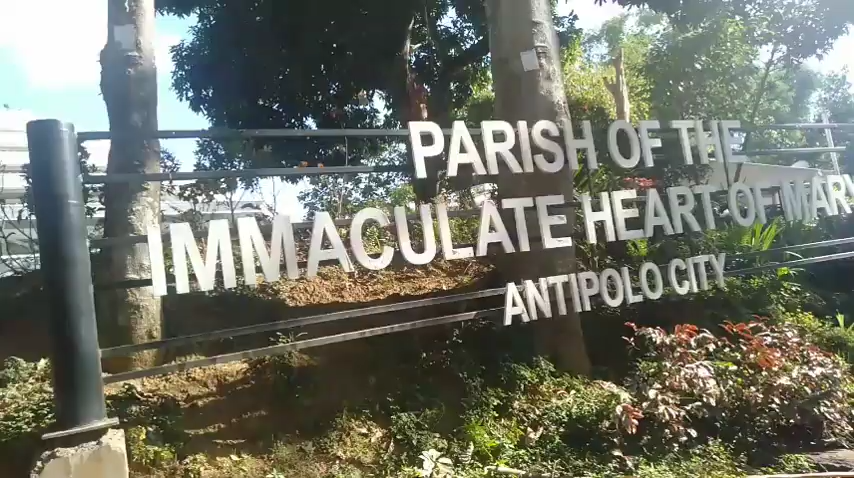 PARISH OF THE
IMMACULATE HEART OF MARY
ANTIPOLO CITY